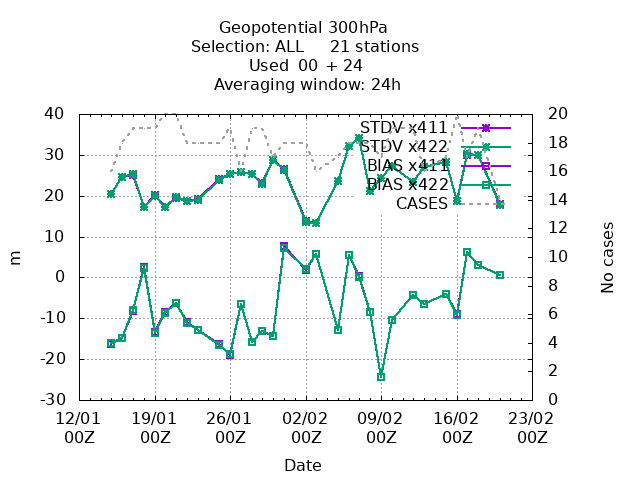 Geopotential 300hPa
Selection: ALL 21 stations
Used 00 + 24
Averaging window: 24h
40
30
20
10
0
-10
-20
-30
m
20
18
16
14
12
10
8
6
4
2
0
No cases
STDV x411
STDV x422
BIAS x411
BIAS x422
CASES
12/01 19/01 26/01 02/02 09/02 16/02 23/02
00Z 00Z 00Z 00Z 00Z 00Z 00Z
Date